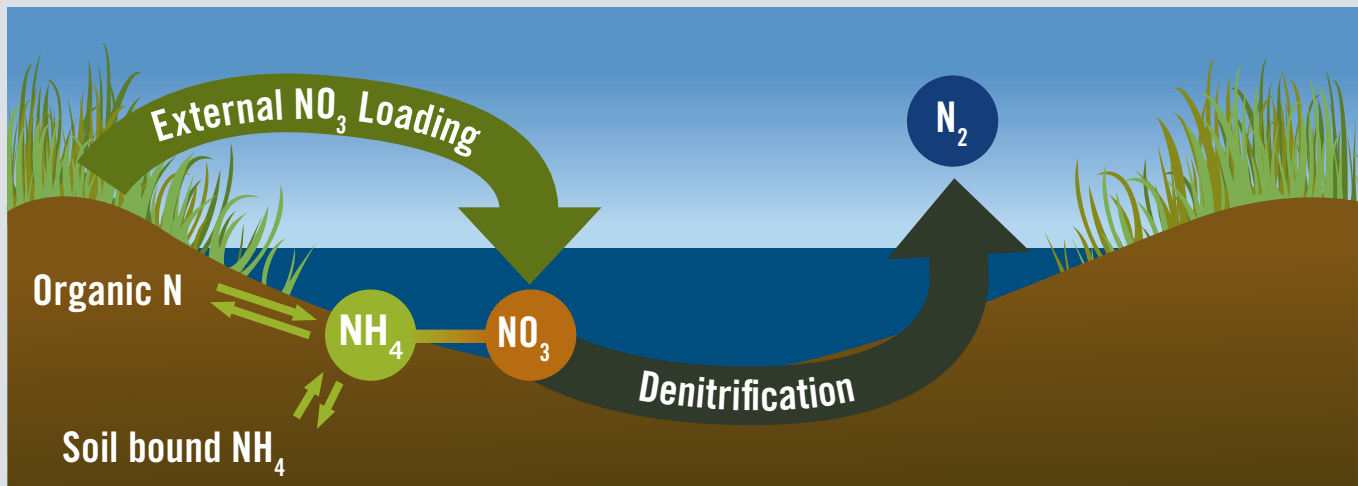 External NO₃ Loading
N₂
Organic N
NH₄
NO₃
Denitrification
Soil bound NH₄